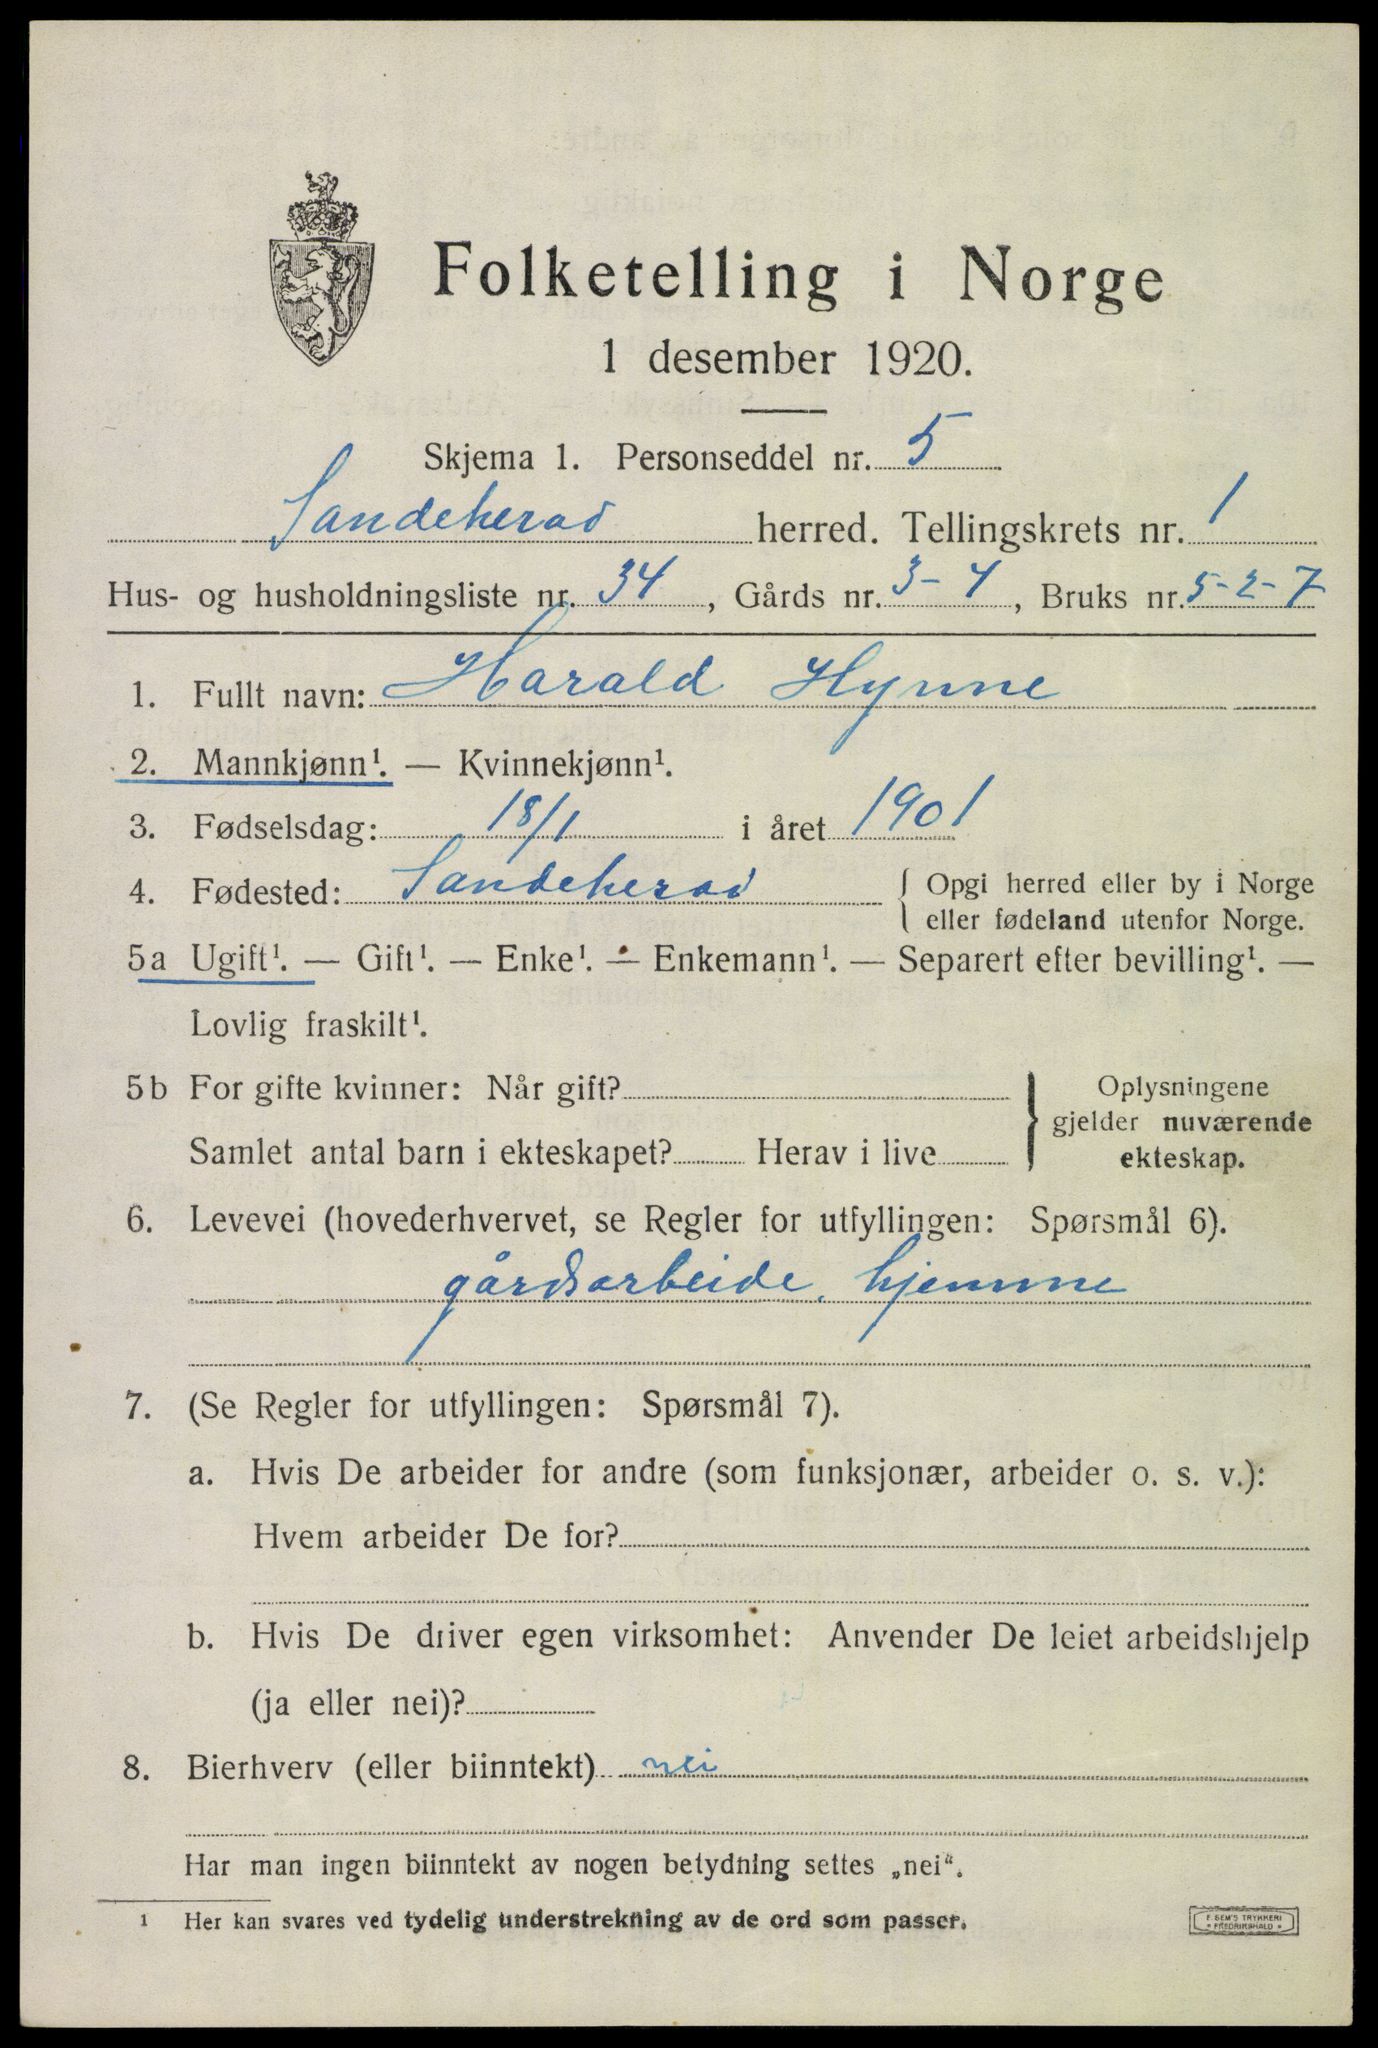 Folketelling i Norge
1 desember 1920.
Skjema 1. Personseddel nr. 5
Sandeherad herred. Tellingskrets nr. 1
Hus- og husholdningsliste nr. 34, Gårds nr. 3-4, Bruks nr. 5-2-7
1. Fullt navn: Harald Hynne
2. Mannkjønn¹. — Kvinnekjønn¹.
3. Fødselsdag: 18/1 i året 1901
4. Fødested: Sandeherad { Opgi herred eller by i Norge
eller fødeland utenfor Norge.
5a Ugift¹. — Gift¹. — Enke¹. — Enkemann¹. — Separert efter bevilling¹. —
Lovlig fraskilt¹.
5b For gifte kvinner: Når gift?
Samlet antal barn i ekteskapet? Herav i live
} Oplysningene
gjelder nuværende
ekteskap.
6. Levevei (hovederhvervet, se Regler for utfyllingen: Spørsmål 6).
gårdsarbeide, hjemme
7. (Se Regler for utfyllingen: Spørsmål 7).
a. Hvis De arbeider for andre (som funksjonær, arbeider o. s. v.):
Hvem arbeider De for?
b. Hvis De driver egen virksomhet: Anvender De leiet arbeidshjelp
(ja eller nei)?
8. Bierhverv (eller biinntekt) nei
Har man ingen biinntekt av nogen betydning settes „nei“.
¹ Her kan svares ved tydelig understrekning av de ord som passer.
F. SEM'S TRYKKERI
* FREDRIKSHALD *